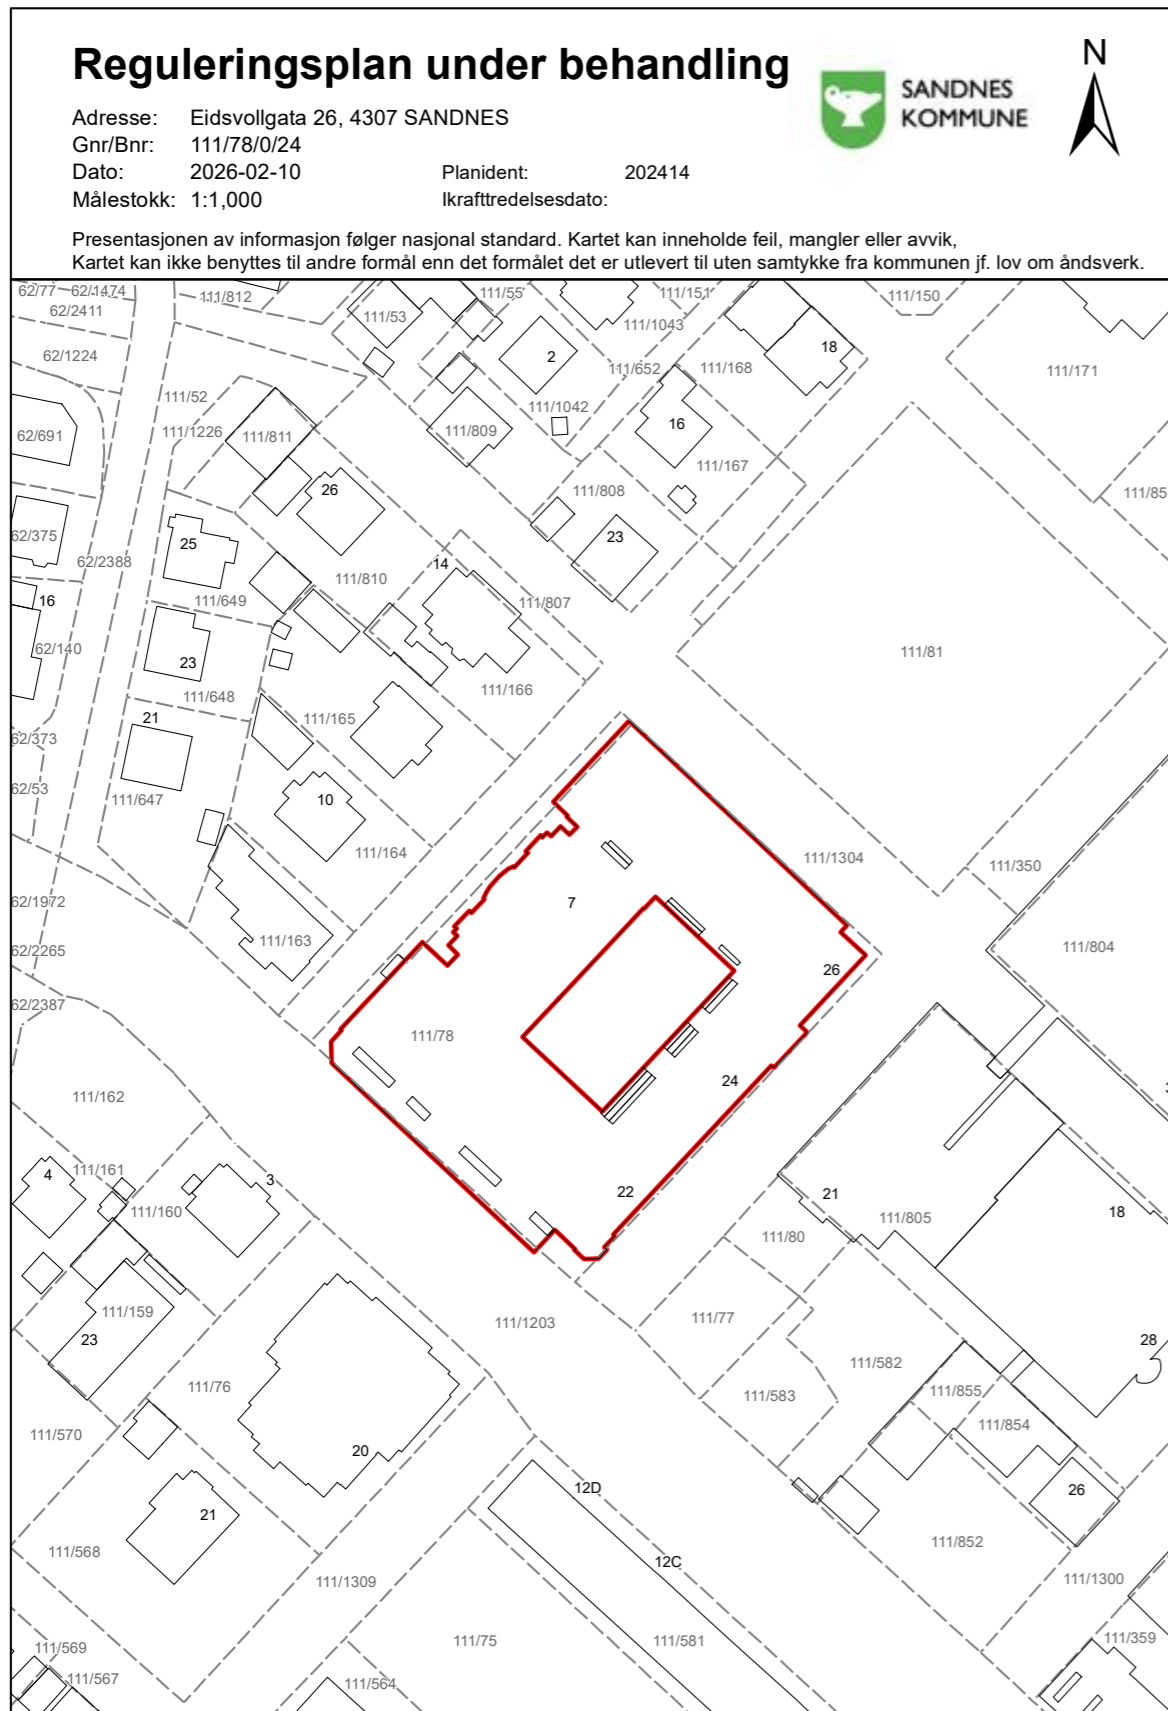 Reguleringsplan under behandling
SANDNES
KOMMUNE
N
Adresse: Eidsvollgata 26, 4307 SANDNES
Gnr/Bnr: 111/78/0/24
Dato: 2026-02-10 Planident: 202414
Målestokk: 1:1,000 Ikrafttredelsesdato:
Presentasjonen av informasjon følger nasjonal standard. Kartet kan inneholde feil, mangler eller avvik,
Kartet kan ikke benyttes til andre formål enn det formålet det er utlevert til uten samtykke fra kommunen jf. lov om åndsverk.
62/77 62/1474 111/812 111/55 111/151 111/150
62/2411 111/53 111/1043
62/1224 2 111/652 111/168 18 111/171
111/52 111/1042
62/691 111/1226 111/811 111/809 16
111/167
26 111/808 111/85
62/375 25 23
62/2388 14
16 111/649 111/810 111/807
62/140 23 111/81
111/648 111/166
21 111/165
62/373
62/53 111/647 10
111/164 111/1304 111/350
62/1972 7
62/2265 111/163 111/804
26
62/2387 111/78
111/162 24
4 111/161 3 22 21 18
111/160 111/805
111/80
111/159 111/1203 111/77
23 28
111/582
111/76 111/583 111/855
111/854
111/570 20
12D 26
21
111/568 12C 111/852
111/1309 111/1300
111/569 111/75 111/581 111/359
111/567 111/564